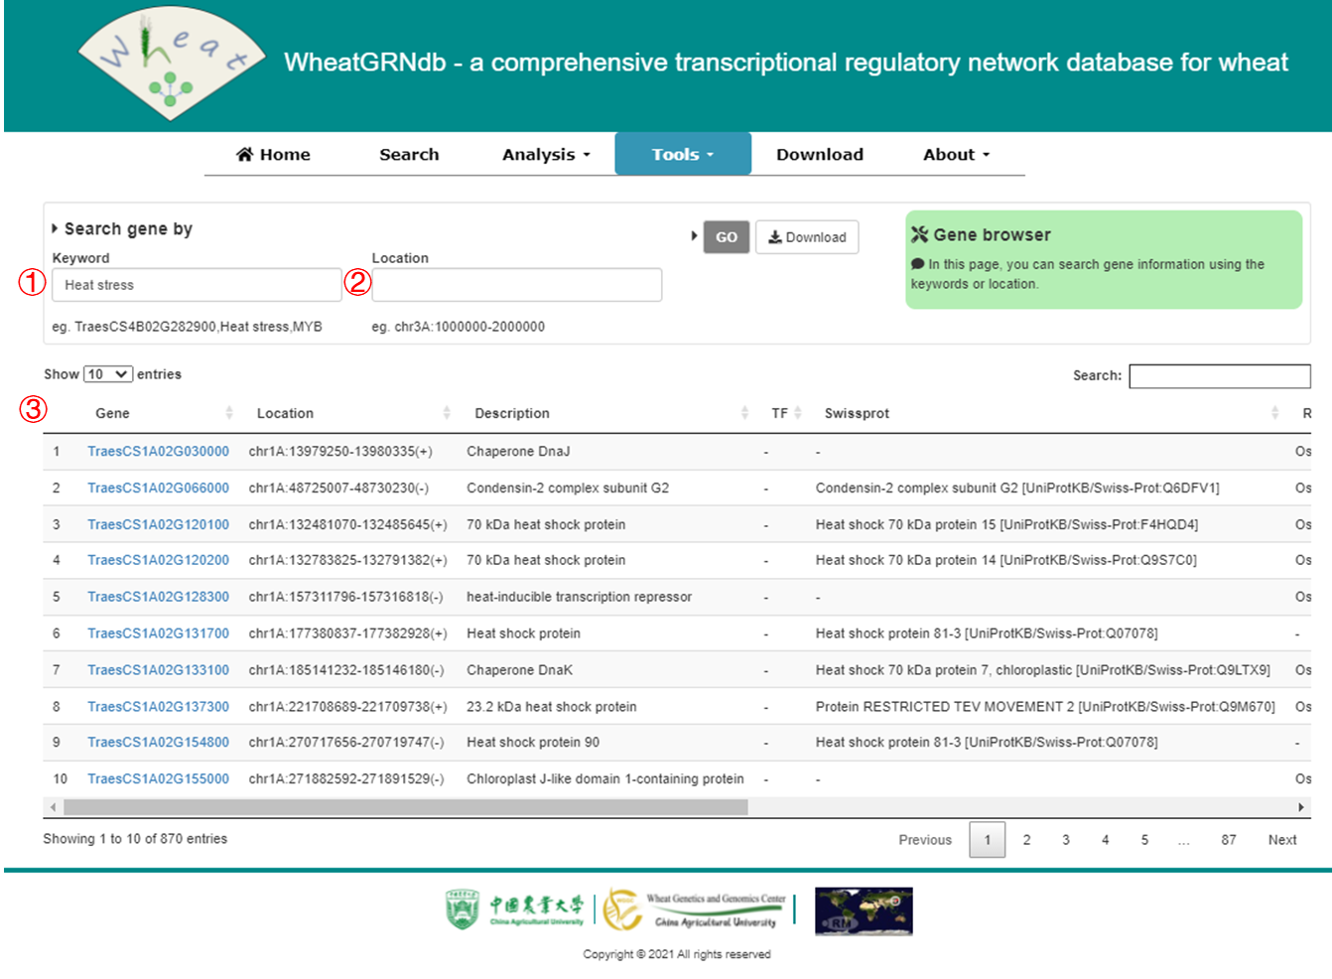 Wheat
WheatGRNdb - a comprehensive transcriptional regulatory network database for wheat
Home Search Analysis Tools Download About
Search gene by
GO Download
Gene browser
Keyword Location
In this page, you can search gene information using the
keywords or location.
① Heat stress ②
eg. TraesCS4B02G282900,Heat stress,MYB eg. chr3A:1000000-2000000
Show 10 entries Search:
③ Gene Location Description TF Swissprot R
1 TraesCS1A02G030000 chr1A:13979250-13980335(+) Chaperone DnaJ - - Os
2 TraesCS1A02G066000 chr1A:48725007-48730230(-) Condensin-2 complex subunit G2 - Condensin-2 complex subunit G2 [UniProtKB/Swiss-Prot:Q6DFV1] Os
3 TraesCS1A02G120100 chr1A:132481070-132485645(+) 70 kDa heat shock protein - Heat shock 70 kDa protein 15 [UniProtKB/Swiss-Prot:F4HQD4] Os
4 TraesCS1A02G120200 chr1A:132783825-132791382(+) 70 kDa heat shock protein - Heat shock 70 kDa protein 14 [UniProtKB/Swiss-Prot:Q9S7C0] Os
5 TraesCS1A02G128300 chr1A:157311796-157316818(-) heat-inducible transcription repressor - - Os
6 TraesCS1A02G131700 chr1A:177380837-177382928(+) Heat shock protein - Heat shock protein 81-3 [UniProtKB/Swiss-Prot:Q07078] -
7 TraesCS1A02G133100 chr1A:185141232-185146180(-) Chaperone DnaK - Heat shock 70 kDa protein 7, chloroplastic [UniProtKB/Swiss-Prot:Q9LTX9] Os
8 TraesCS1A02G137300 chr1A:221708689-221709738(+) 23.2 kDa heat shock protein - Protein RESTRICTED TEV MOVEMENT 2 [UniProtKB/Swiss-Prot:Q9M670] Os
9 TraesCS1A02G154800 chr1A:270717656-270719747(-) Heat shock protein 90 - Heat shock protein 81-3 [UniProtKB/Swiss-Prot:Q07078] -
10 TraesCS1A02G155000 chr1A:271882592-271891529(-) Chloroplast J-like domain 1-containing protein - - Os
Showing 1 to 10 of 870 entries Previous 1 2 3 4 5 ... 87 Next
中国农业大学
China Agricultural University
Wheat Genetics and Genomics Center
China Agricultural University
RM
Copyright © 2021 All rights reserved